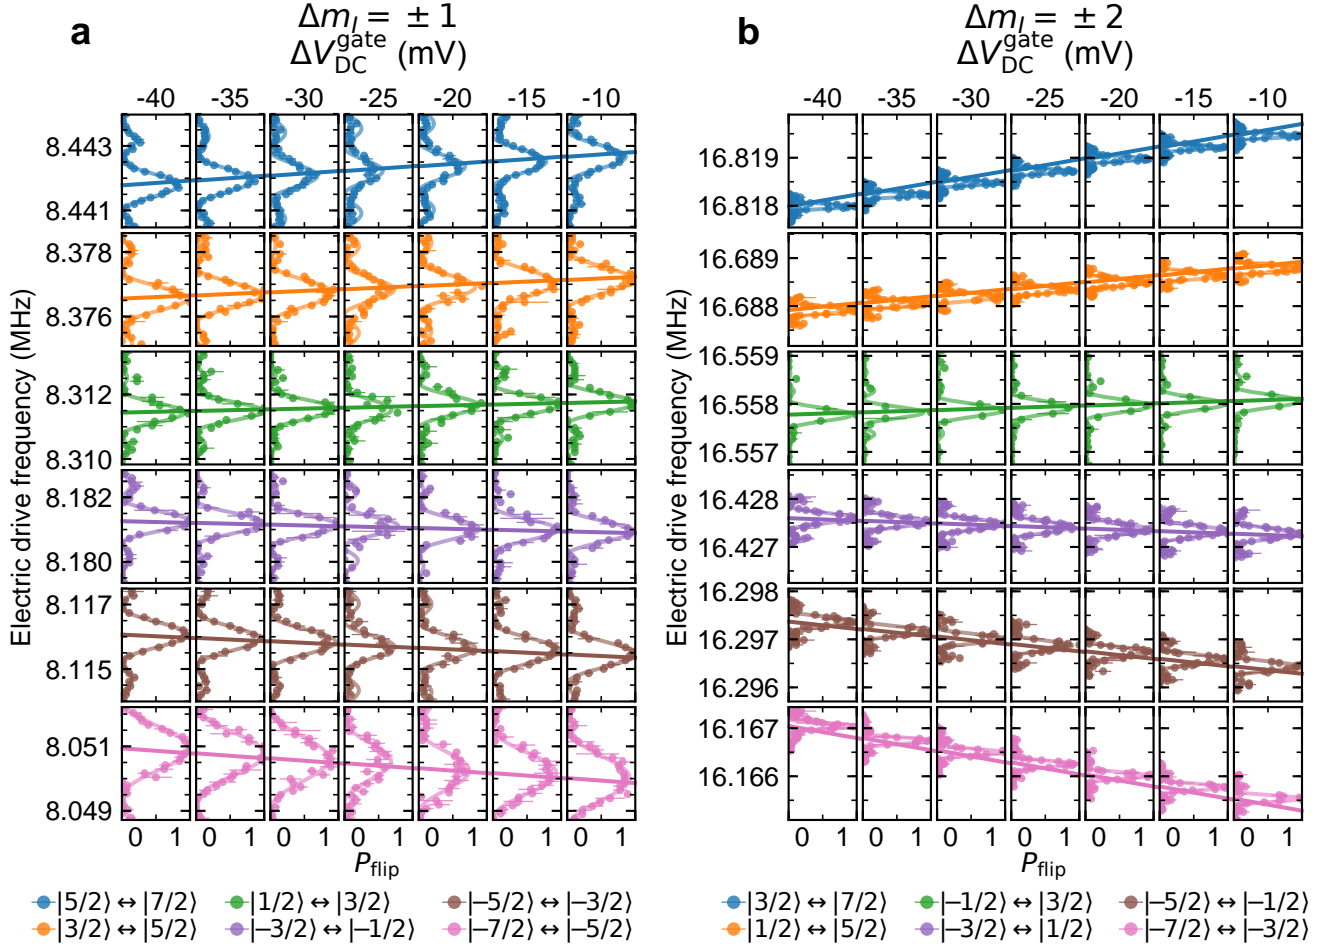 a
Δm_I = ±1
ΔV_DC^gate (mV)
-40 -35 -30 -25 -20 -15 -10
Electric drive frequency (MHz)
8.443
8.441
8.378
8.376
8.312
8.310
8.182
8.180
8.117
8.115
8.051
8.049
0 1 0 1 0 1 0 1 0 1 0 1 0 1
P_flip
|5/2⟩ ↔ |7/2⟩ |1/2⟩ ↔ |3/2⟩ |−5/2⟩ ↔ |−3/2⟩
|3/2⟩ ↔ |5/2⟩ |−3/2⟩ ↔ |−1/2⟩ |−7/2⟩ ↔ |−5/2⟩
b
Δm_I = ±2
ΔV_DC^gate (mV)
-40 -35 -30 -25 -20 -15 -10
Electric drive frequency (MHz)
16.819
16.818
16.689
16.688
16.559
16.558
16.557
16.428
16.427
16.298
16.297
16.296
16.167
16.166
0 1 0 1 0 1 0 1 0 1 0 1 0 1
P_flip
|3/2⟩ ↔ |7/2⟩ |−1/2⟩ ↔ |3/2⟩ |−5/2⟩ ↔ |−1/2⟩
|1/2⟩ ↔ |5/2⟩ |−3/2⟩ ↔ |1/2⟩ |−7/2⟩ ↔ |−3/2⟩